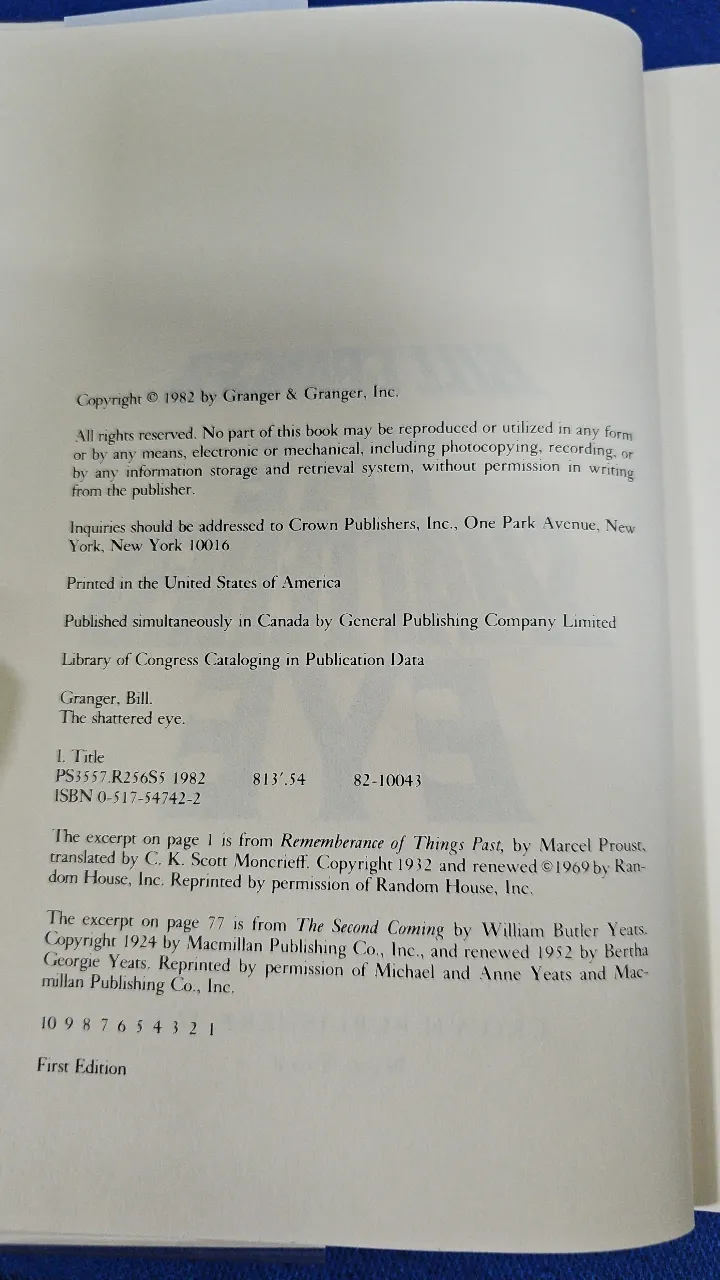 Copyright © 1982 by Granger & Granger, Inc.
All rights reserved. No part of this book may be reproduced or utilized in any form
or by any means, electronic or mechanical, including photocopying, recording, or
by any information storage and retrieval system, without permission in writing
from the publisher.
Inquiries should be addressed to Crown Publishers, Inc., One Park Avenue, New
York, New York 10016
Printed in the United States of America
Published simultaneously in Canada by General Publishing Company Limited
Library of Congress Cataloging in Publication Data
Granger, Bill.
The shattered eye.
I. Title
PS3557.R256S5 1982 813'.54 82-10043
ISBN 0-517-54742-2
The excerpt on page 1 is from Rememberance of Things Past, by Marcel Proust,
translated by C. K. Scott Moncrieff. Copyright 1932 and renewed © 1969 by Ran-
dom House, Inc. Reprinted by permission of Random House, Inc.
The excerpt on page 77 is from The Second Coming by William Butler Yeats.
Copyright 1924 by Macmillan Publishing Co., Inc., and renewed 1952 by Bertha
Georgie Yeats. Reprinted by permission of Michael and Anne Yeats and Mac-
millan Publishing Co., Inc.
10 9 8 7 6 5 4 3 2 1
First Edition